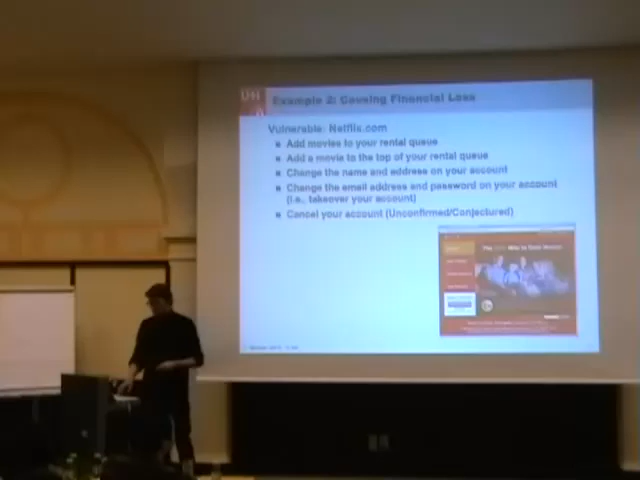 Example 2: Causing Financial Loss
Vulnerable: Netflix.com
Add movies to your rental queue
Add a movie to the top of your rental queue
Change the name and address on your account
Change the email address and password on your account
(i.e., takeover your account)
Cancel your account (Unconfirmed/Conjectured)